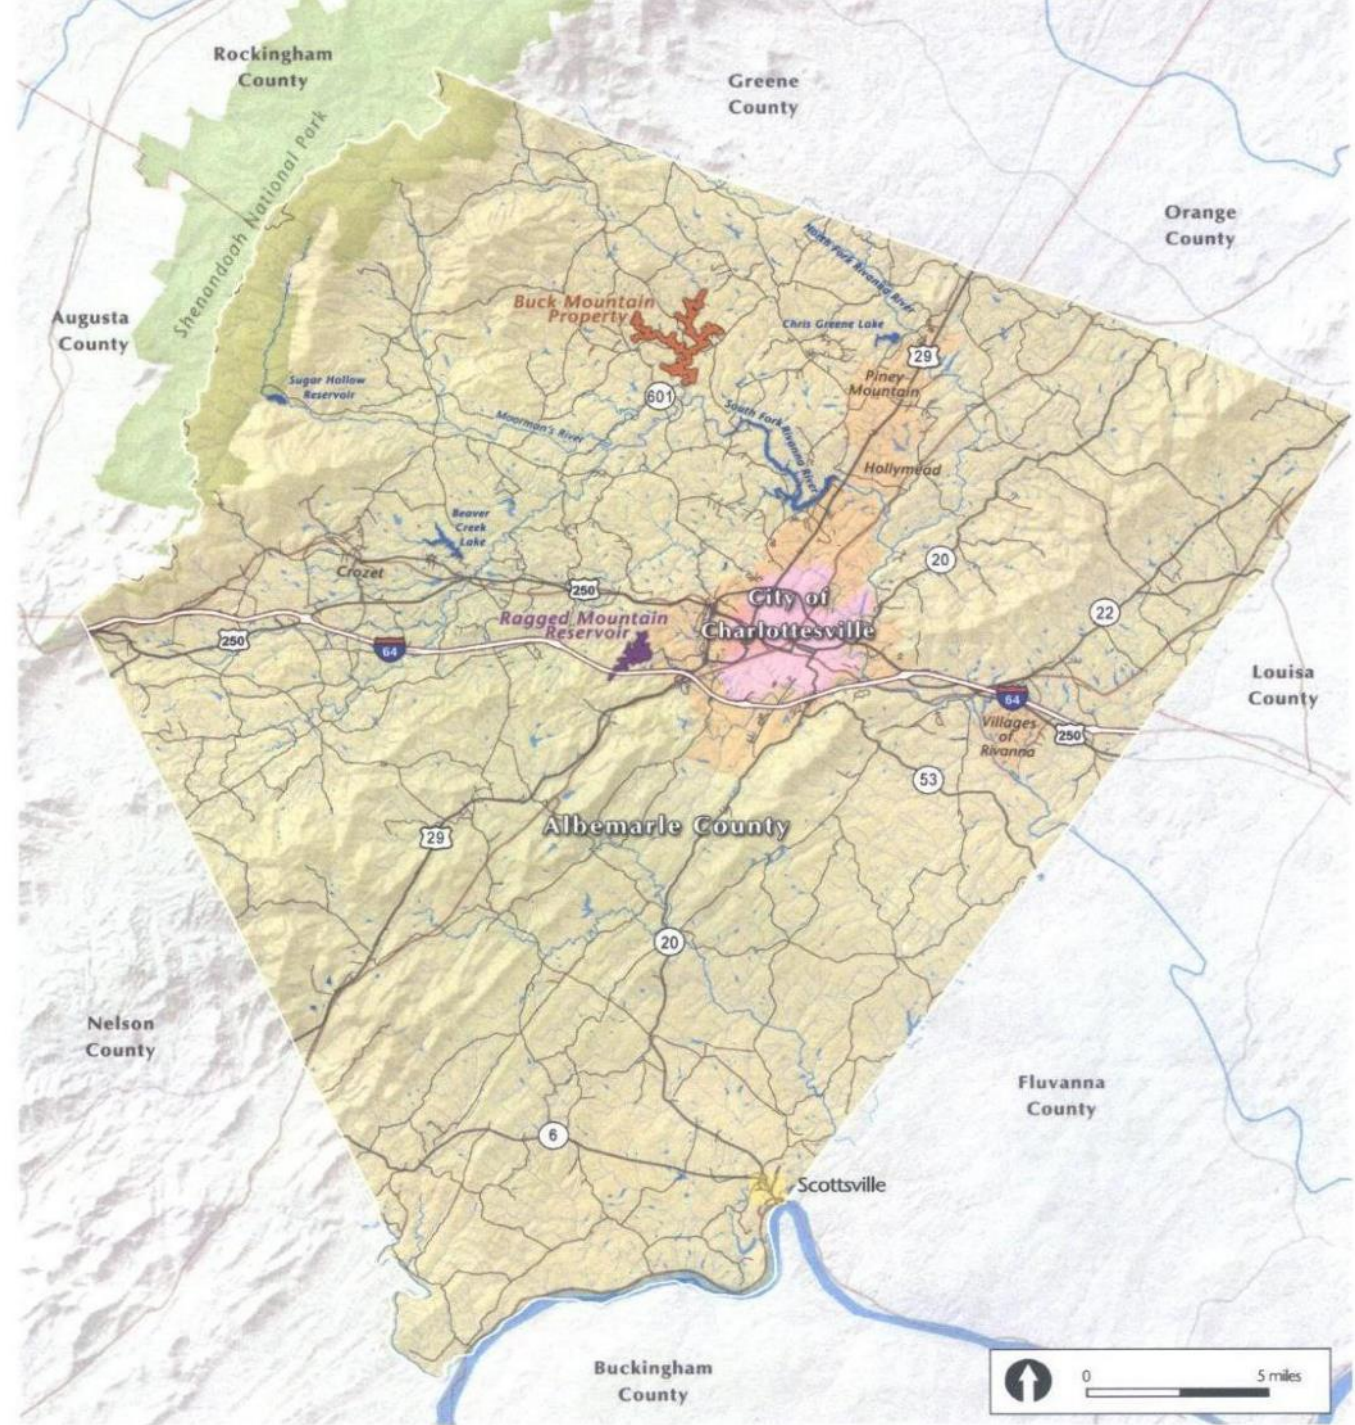 Rockingham
County
Greene
County
Shenandoah National Park
Orange
County
North Fork Rivanna River
Augusta
County
Buck Mountain
Property
Chris Greene Lake
29
Piney
Mountain
Sugar Hollow
Reservoir
601
Moorman's River
South Fork Rivanna River
Hollymead
Beaver
Creek
Lake
Crozet
20
250
City of
Charlottesville
22
Ragged Mountain
Reservoir
250
64
Louisa
County
64
Villages
of
Rivanna
250
53
29
Albemarle County
20
Nelson
County
Fluvanna
County
6
Scottsville
Buckingham
County
0
5 miles